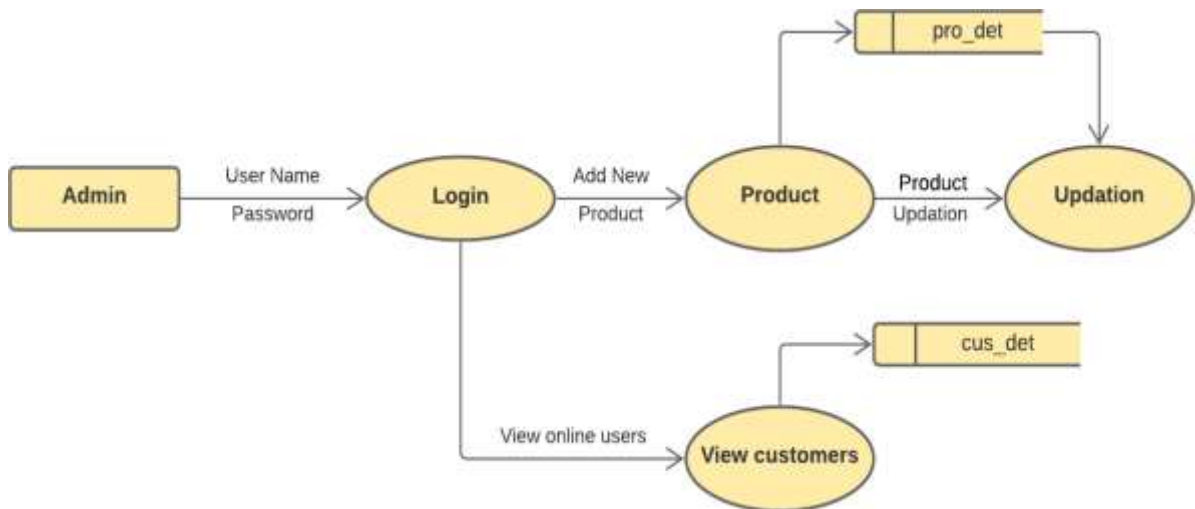 pro_det
Admin
User Name
Password
Login
Add New
Product
Product
Product
Updation
Updation
cus_det
View online users
View customers